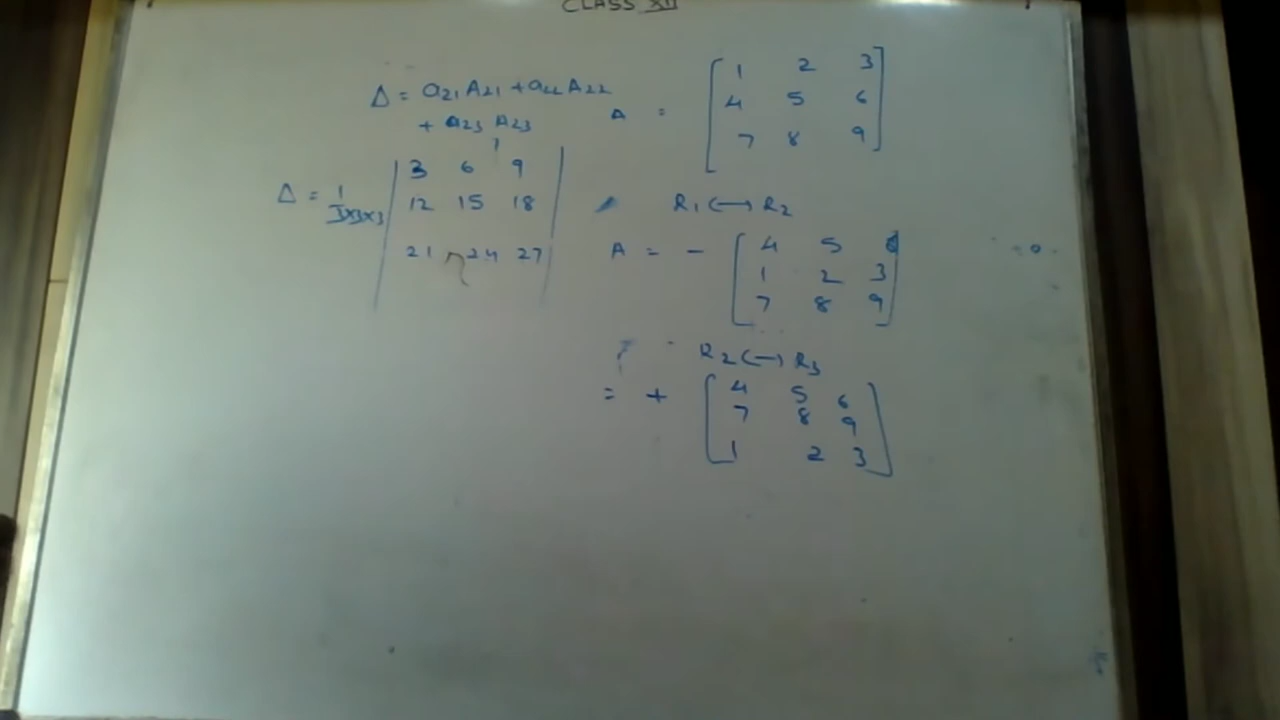 CLASS XII
Δ = a21 A21 + a22 A22
+ a23 A23
Δ = 1/3x3x3 | 3 6 9 |
| 12 15 18 |
| 21 24 27 |
A = [ 1 2 3 ]
[ 4 5 6 ]
[ 7 8 9 ]
R1 ⟷ R2
A = - [ 4 5 6 ]
[ 1 2 3 ]
[ 7 8 9 ]
R2 ⟷ R3
= + [ 4 5 6 ]
[ 7 8 9 ]
[ 1 2 3 ]